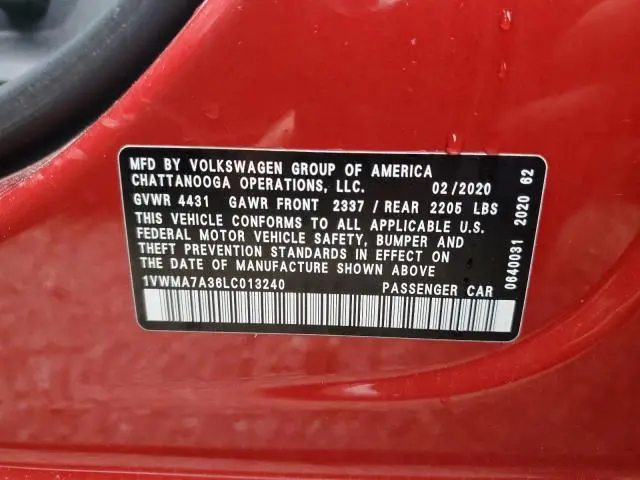 MFD BY VOLKSWAGEN GROUP OF AMERICA
CHATTANOOGA OPERATIONS, LLC. 02/2020
GVWR 4431 GAWR FRONT 2337 / REAR 2205 LBS
THIS VEHICLE CONFORMS TO ALL APPLICABLE U.S.
FEDERAL MOTOR VEHICLE SAFETY, BUMPER AND
THEFT PREVENTION STANDARDS IN EFFECT ON
THE DATE OF MANUFACTURE SHOWN ABOVE
1VWMA7A36LC013240 PASSENGER CAR
0640031 2020 62